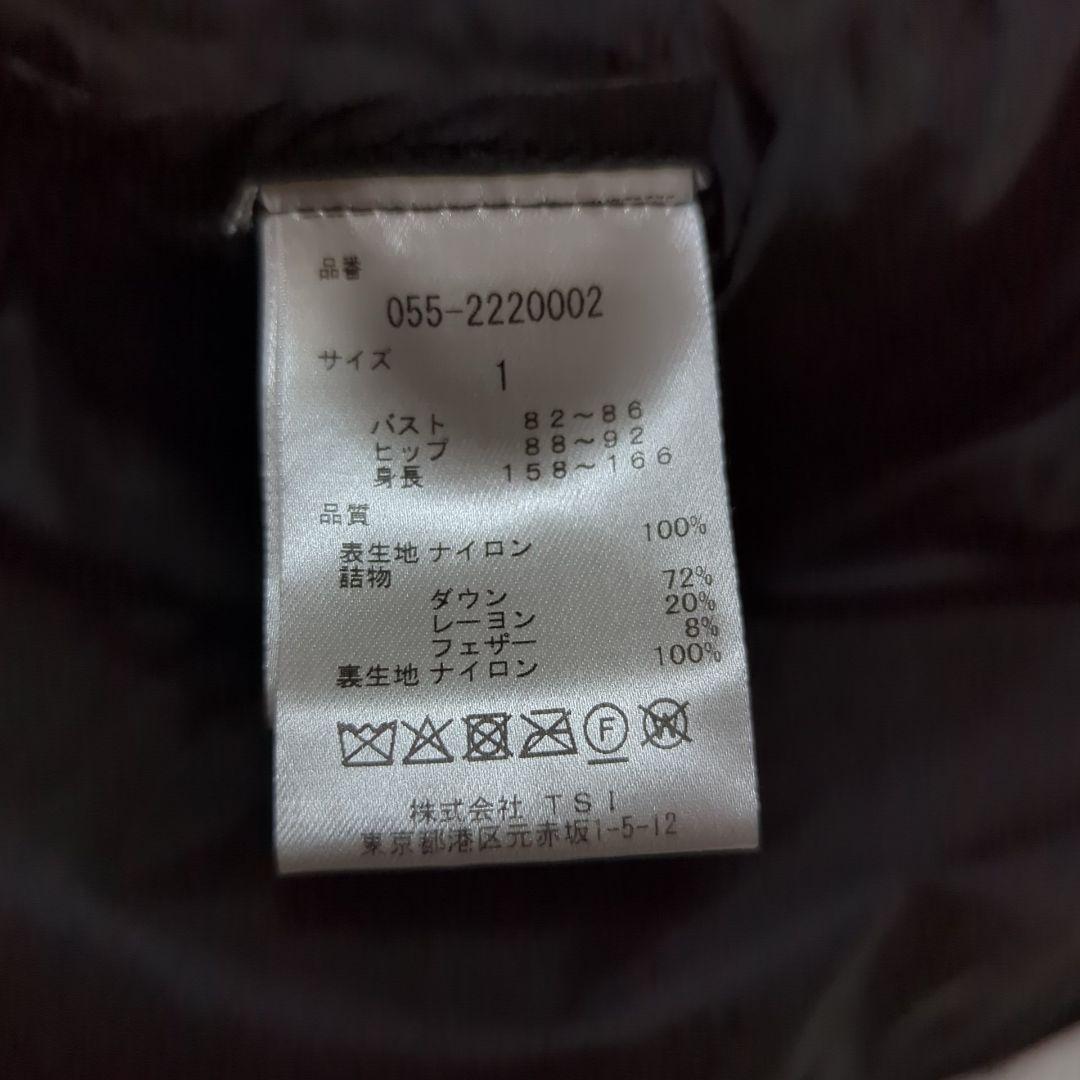 品番
055-2220002
サイズ
1
バスト 82～86
ヒップ 88～92
身長 158～166
品質
表生地 ナイロン 100%
詰物
ダウン 72%
レーヨン 20%
フェザー 8%
裏生地 ナイロン 100%
F W
株式会社 TSI
東京都港区元赤坂1-5-12